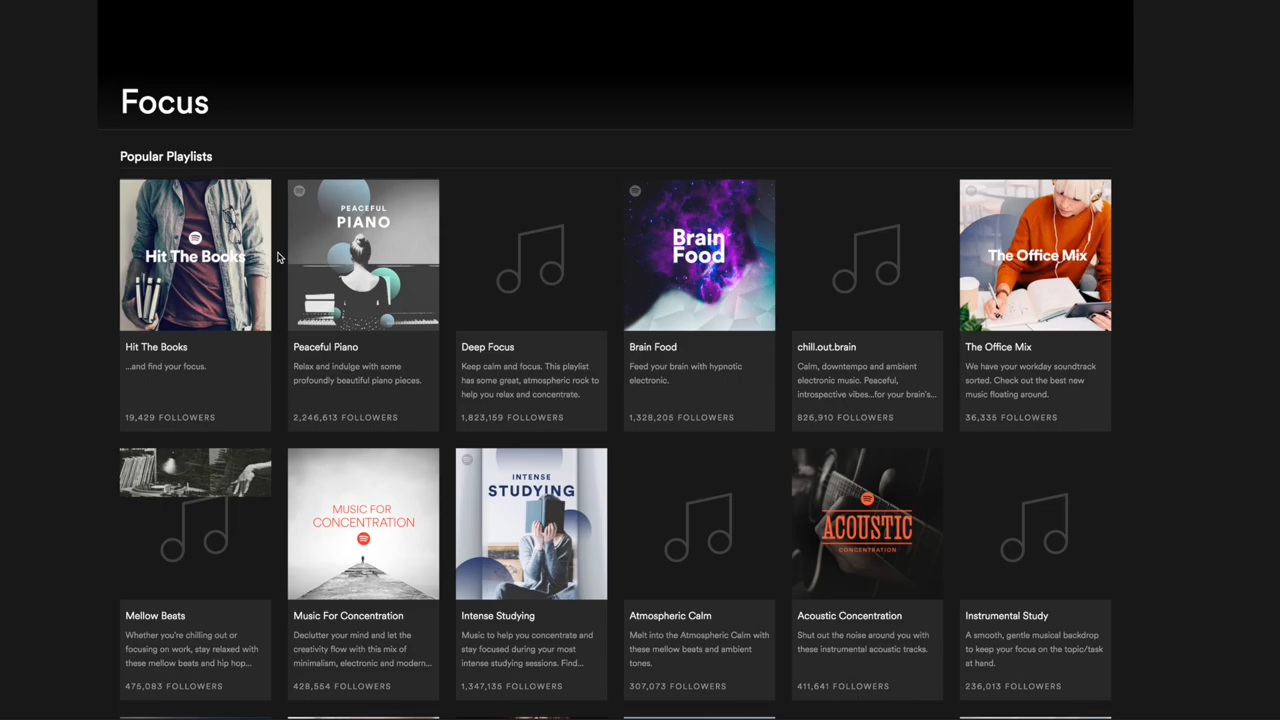 Focus
Popular Playlists
Hit The Books
PEACEFUL
PIANO
Brain
Food
The Office Mix
Hit The Books
...and find your focus.
19,429 FOLLOWERS
Peaceful Piano
Relax and indulge with some
profoundly beautiful piano pieces.
2,246,613 FOLLOWERS
Deep Focus
Keep calm and focus. This playlist
has some great, atmospheric rock to
help you relax and concentrate.
1,823,159 FOLLOWERS
Brain Food
Feed your brain with hypnotic
electronic.
1,328,205 FOLLOWERS
chill.out.brain
Calm, downtempo and ambient
electronic music. Peaceful,
introspective vibes...for your brain's...
826,910 FOLLOWERS
The Office Mix
We have your workday soundtrack
sorted. Check out the best new
music floating around.
36,335 FOLLOWERS
MUSIC FOR
CONCENTRATION
INTENSE
STUDYING
ACOUSTIC
CONCENTRATION
Mellow Beats
Whether you're chilling out or
focusing on work, stay relaxed with
these mellow beats and hip hop...
475,083 FOLLOWERS
Music For Concentration
Declutter your mind and let the
creativity flow with this mix of
minimalism, electronic and modern...
428,554 FOLLOWERS
Intense Studying
Music to help you concentrate and
stay focused during your most
intense studying sessions. Find...
1,347,135 FOLLOWERS
Atmospheric Calm
Melt into the Atmospheric Calm with
these mellow beats and ambient
tones.
307,073 FOLLOWERS
Acoustic Concentration
Shut out the noise around you with
these instrumental acoustic tracks.
411,641 FOLLOWERS
Instrumental Study
A smooth, gentle musical backdrop
to keep your focus on the topic/task
at hand.
236,013 FOLLOWERS